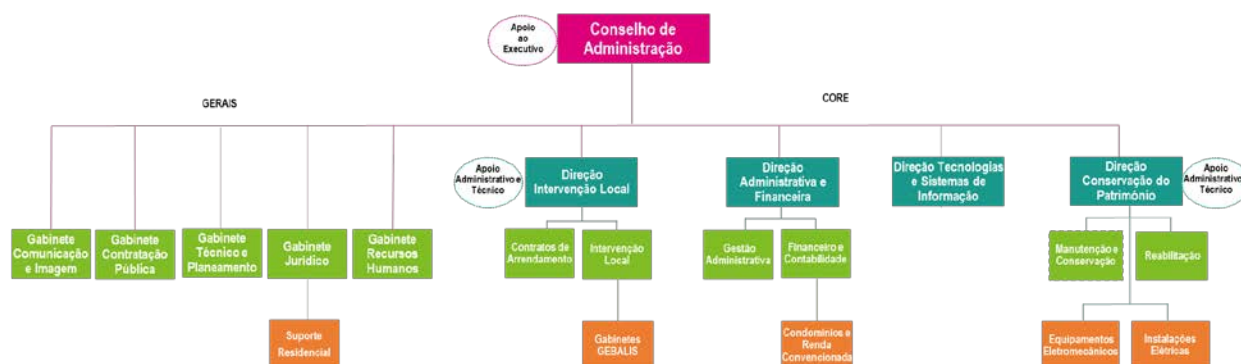 Apoio
ao
Executivo
Conselho de
Administração
GERAIS
CORE
Apoio
Administrativo e
Técnico
Direção
Intervenção Local
Direção
Administrativa e
Financeira
Direção Tecnologias
e Sistemas de
Informação
Direção
Conservação do
Património
Apoio
Administrativo
Técnico
Gabinete
Comunicação
e Imagem
Gabinete
Contratação
Pública
Gabinete
Técnico e
Planeamento
Gabinete
Jurídico
Gabinete
Recursos
Humanos
Contratos de
Arrendamento
Intervenção
Local
Gestão
Administrativa
Financeiro e
Contabilidade
Manutenção e
Conservação
Reabilitação
Suporte
Residencial
Gabinetes
GEBALIS
Condomínios e
Renda
Convencionada
Equipamentos
Eletromecânicos
Instalações
Elétricas